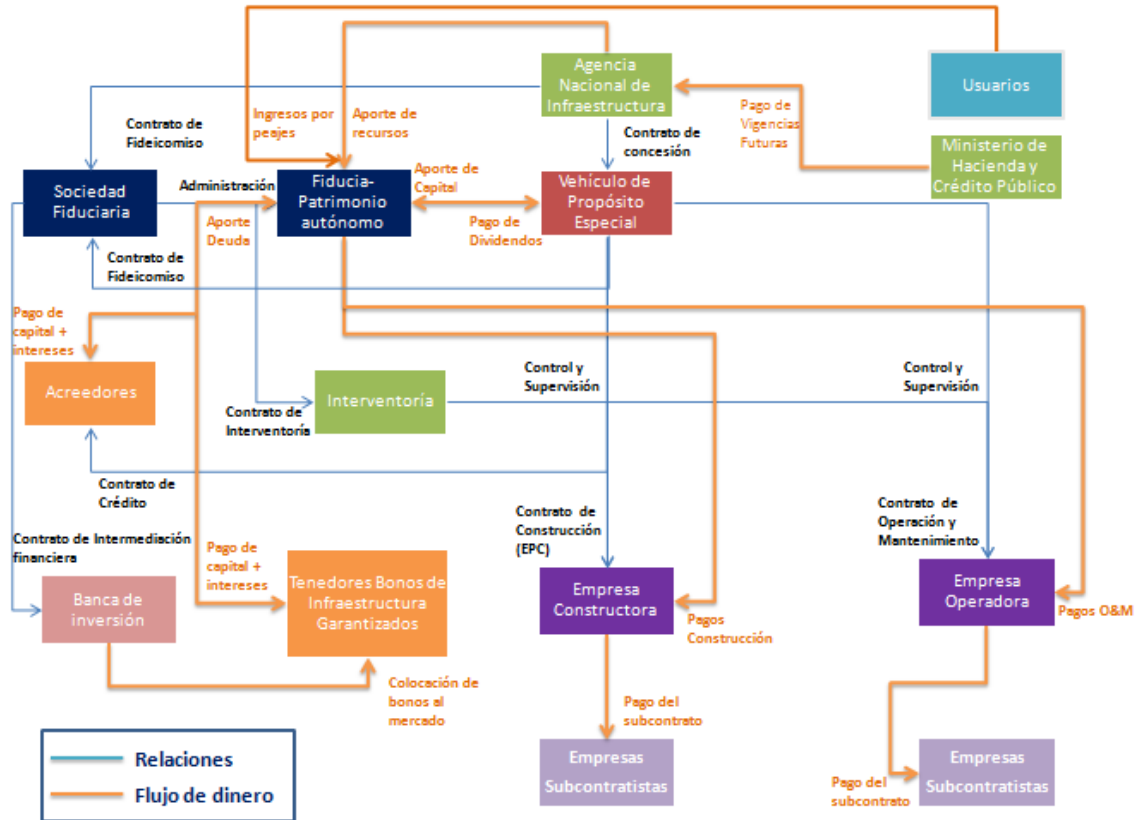 Agencia
Nacional de
Infraestructura
Usuarios
Ingresos por
peajes
Aporte de
recursos
Pago de
Vigencias
Futuras
Contrato de
Fideicomiso
Contrato de
concesión
Ministerio de
Hacienda y
Crédito Público
Sociedad
Fiduciaria
Administración
Fiducia-
Patrimonio
autónomo
Aporte de
Capital
Vehículo de
Propósito
Especial
Aporte
Deuda
Pago de
Dividendos
Contrato de
Fideicomiso
Pago de
capital +
intereses
Acreedores
Interventoría
Control y
Supervisión
Control y
Supervisión
Contrato de
Interventoría
Contrato de
Crédito
Contrato de
Construcción
(EPC)
Contrato de
Operación y
Mantenimiento
Contrato de Intermediación
financiera
Pago de
capital +
intereses
Banca de
inversión
Tenedores Bonos de
Infraestructura
Garantizados
Empresa
Constructora
Empresa
Operadora
Pagos
Construcción
Pagos O&M
Colocación de
bonos al
mercado
Pago del
subcontrato
Relaciones
Flujo de dinero
Empresas
Subcontratistas
Pago del
subcontrato
Empresas
Subcontratistas